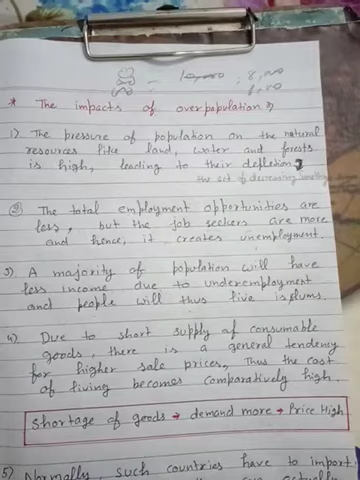 10,000 ; 8,000
* The impacts of overpopulation :
1) The pressure of population on the natural
resources like land, water and forests
is high, leading to their depletion
the act of decreasing
② The total employment opportunities are
less, but the job seekers are more
and hence, it creates unemployment.
3) A majority of population will have
less income due to underemployment
and people will thus live is slums.
4) Due to short supply of consumable
goods, there is a general tendency
for higher sale prices, Thus the cost
of living becomes comparatively high.
Shortage of goods → demand more → Price High
5) Normally, such countries have to import